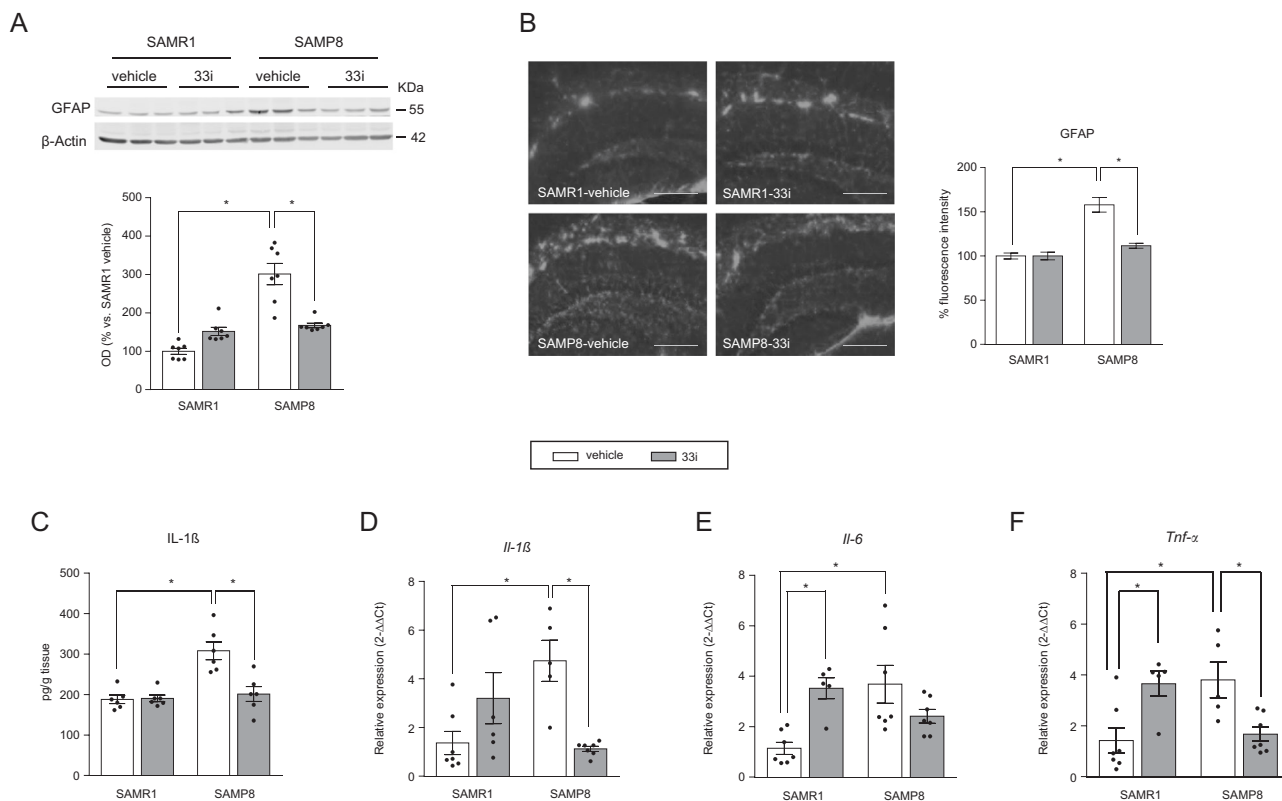 A
SAMR1 SAMP8
vehicle 33i vehicle 33i
KDa
GFAP 55
β-Actin 42
OD (% vs. SAMR1 vehicle)
500
400
300
200
100
0
* *
SAMR1 SAMP8
B
SAMR1-vehicle SAMR1-33i
SAMP8-vehicle SAMP8-33i
GFAP
% fluorescence intensity
200
150
100
50
0
* *
SAMR1 SAMP8
vehicle 33i
C
IL-1ß
pg/g tissue
500
400
300
200
100
0
* *
SAMR1 SAMP8
D
Il-1ß
Relative expression (2-ΔΔCt)
8
6
4
2
0
* *
SAMR1 SAMP8
E
Il-6
Relative expression (2-ΔΔCt)
8
6
4
2
0
*
*
SAMR1 SAMP8
F
Tnf-α
Relative expression (2-ΔΔCt)
8
6
4
2
0
* *
*
SAMR1 SAMP8